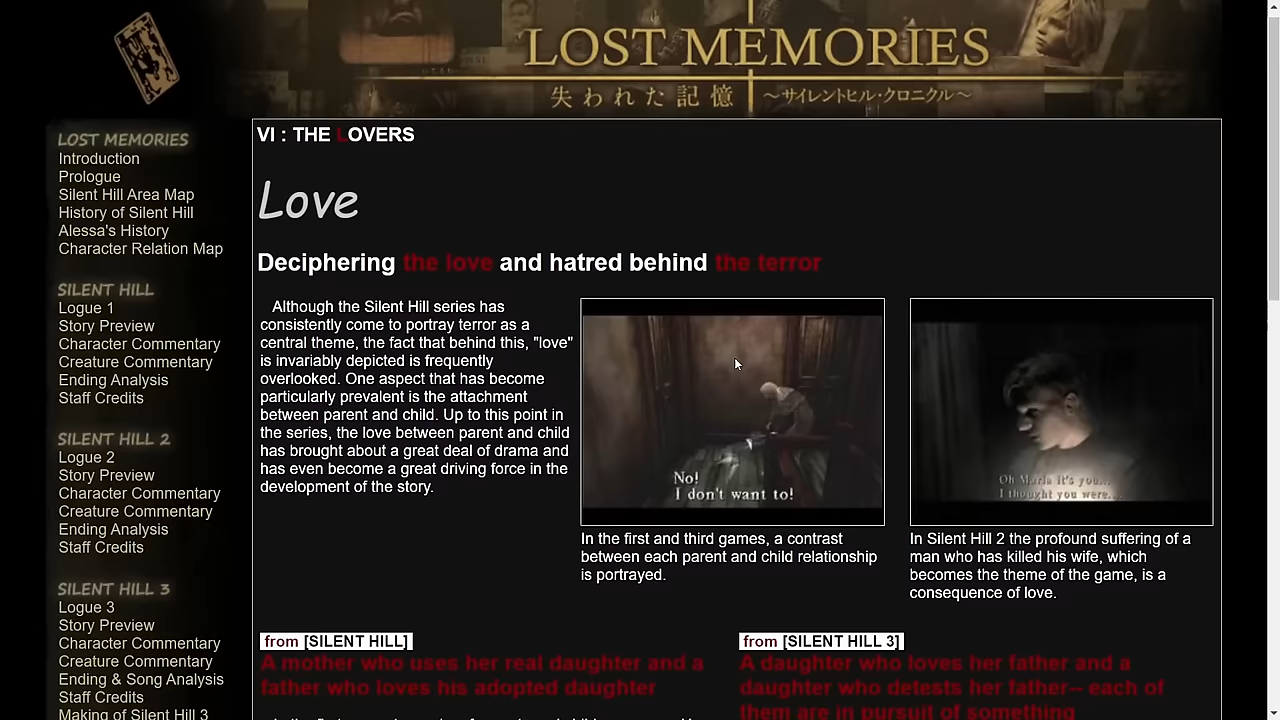 LOST MEMORIES
失われた記憶 ～サイレントヒル・クロニクル～
LOST MEMORIES
Introduction
Prologue
Silent Hill Area Map
History of Silent Hill
Alessa's History
Character Relation Map
SILENT HILL
Logue 1
Story Preview
Character Commentary
Creature Commentary
Ending Analysis
Staff Credits
SILENT HILL 2
Logue 2
Story Preview
Character Commentary
Creature Commentary
Ending Analysis
Staff Credits
SILENT HILL 3
Logue 3
Story Preview
Character Commentary
Creature Commentary
Ending & Song Analysis
Staff Credits
Making of Silent Hill 3
VI : THE LOVERS
Love
Deciphering the love and hatred behind the terror
Although the Silent Hill series has
consistently come to portray terror as a
central theme, the fact that behind this, "love"
is invariably depicted is frequently
overlooked. One aspect that has become
particularly prevalent is the attachment
between parent and child. Up to this point in
the series, the love between parent and child
has brought about a great deal of drama and
has even become a great driving force in the
development of the story.
No!
I don't want to!
In the first and third games, a contrast
between each parent and child relationship
is portrayed.
Oh Maria it's you...
I thought you were...
In Silent Hill 2 the profound suffering of a
man who has killed his wife, which
becomes the theme of the game, is a
consequence of love.
from [SILENT HILL]
A mother who uses her real daughter and a
father who loves his adopted daughter
from [SILENT HILL 3]
A daughter who loves her father and a
daughter who detests her father-- each of
them are in pursuit of something